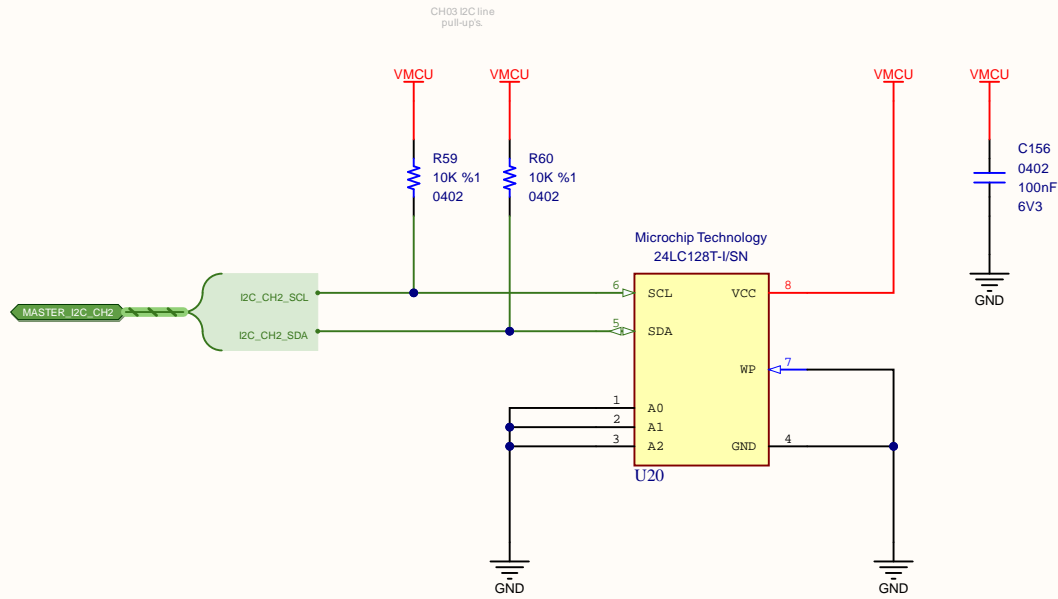 CH03 I2C line
pull-up's.
VMCU
VMCU
VMCU
VMCU
R59
10K %1
0402
R60
10K %1
0402
C156
0402
100nF
6V3
GND
Microchip Technology
24LC128T-I/SN
MASTER_I2C_CH2
I2C_CH2_SCL
I2C_CH2_SDA
6
SCL
5
SDA
1
A0
2
A1
3
A2
VCC
8
WP
7
GND
4
U20
GND
GND